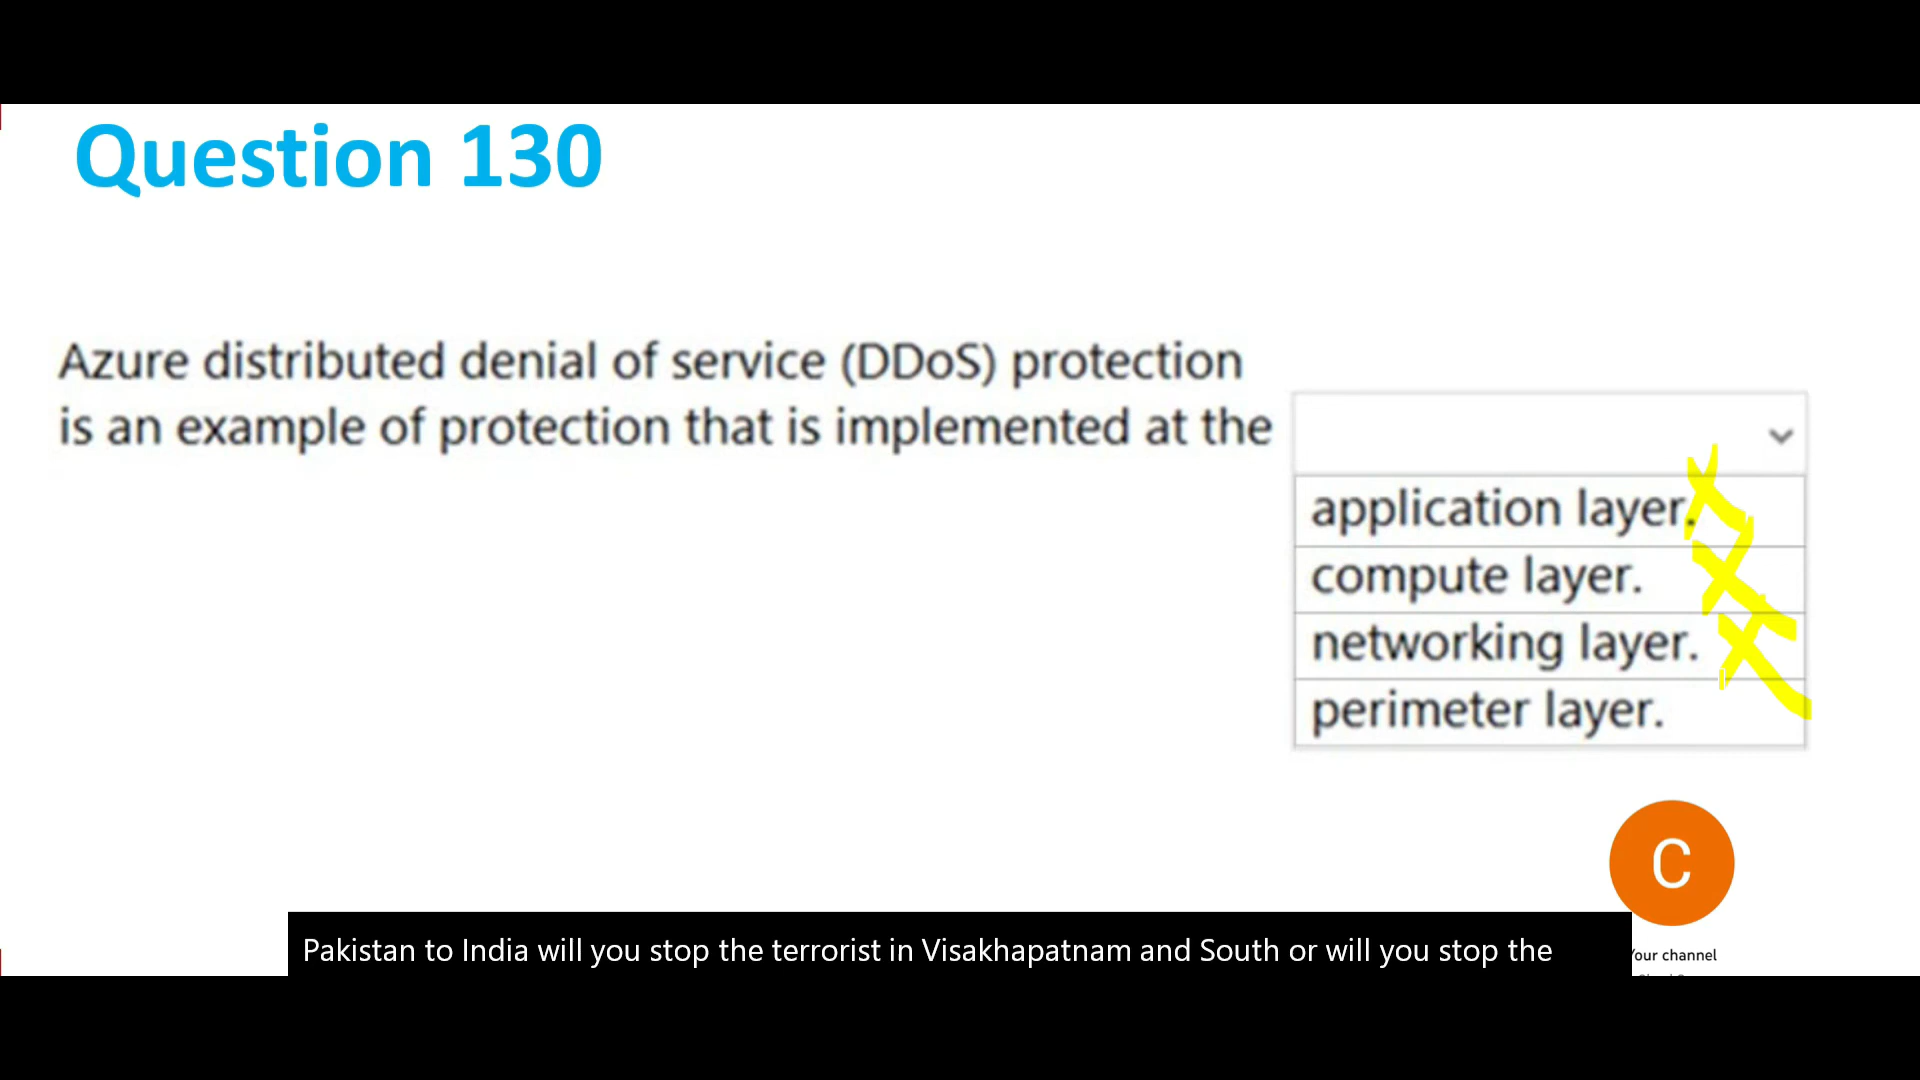 Question 130
Azure distributed denial of service (DDoS) protection
is an example of protection that is implemented at the
application layer.
compute layer.
networking layer.
perimeter layer.
C
Your channel
Pakistan to India will you stop the terrorist in Visakhapatnam and South or will you stop the